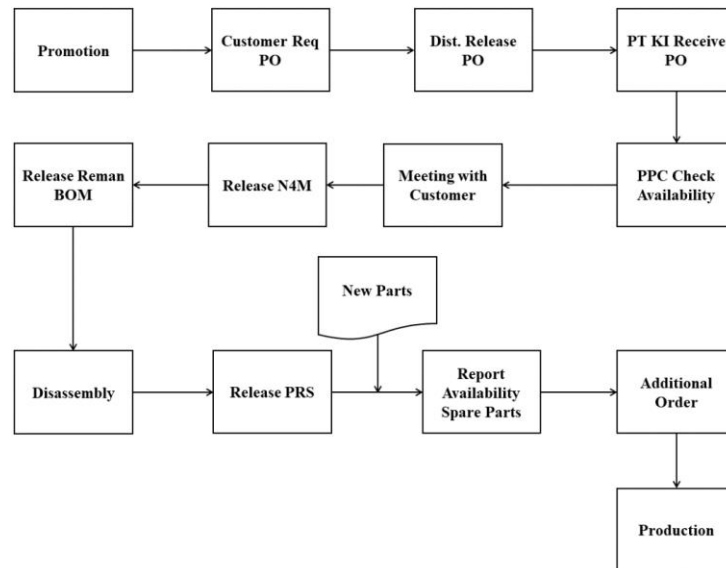 Promotion
Customer Req
PO
Dist. Release
PO
PT KI Receive
PO
Release Reman
BOM
Release N4M
Meeting with
Customer
PPC Check
Availability
New Parts
Disassembly
Release PRS
Report
Availability
Spare Parts
Additional
Order
Production